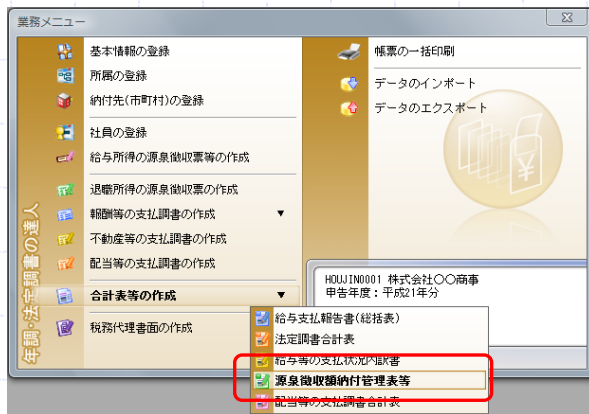 業務メニュー
基本情報の登録
所属の登録
納付先(市町村)の登録
社員の登録
給与所得の源泉徴収票等の作成
退職所得の源泉徴収票の作成
報酬等の支払調書の作成 ▼
不動産等の支払調書の作成
配当等の支払調書の作成
合計表等の作成 ▼
税務代理書面の作成
帳票の一括印刷
データのインポート
データのエクスポート
年調・法定調書の達人
HOUJIN0001 株式会社〇〇商事
申告年度:平成21年分
給与支払報告書(総括表)
法定調書合計表
給与等の支払状況内訳書
源泉徴収額納付管理表等
配当等の支払調書合計表